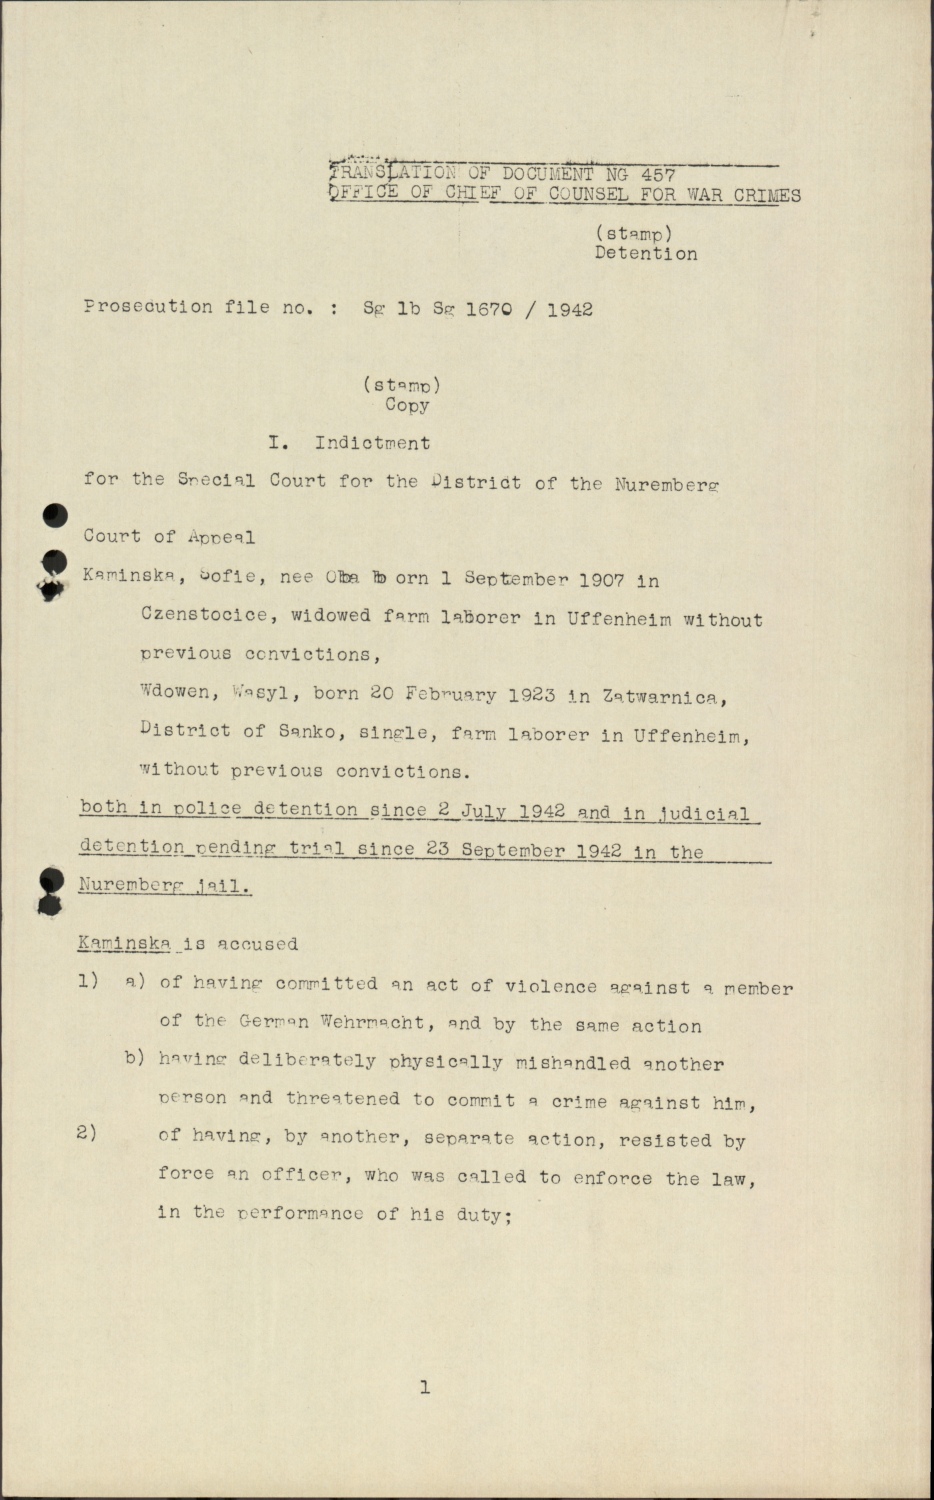 TRANSLATION OF DOCUMENT NG 457
OFFICE OF CHIEF OF COUNSEL FOR WAR CRIMES
(stamp)
Detention
Prosecution file no. : Sg 1b Sg 1670 / 1942
(stamp)
Copy
I. Indictment
for the Special Court for the District of the Nuremberg
Court of Appeal
Kaminska, Sofie, nee born 1 September 1907 in
Czenstocice, widowed farm laborer in Uffenheim without
previous convictions,
Wdowen, Wasyl, born 20 February 1923 in Zatwarnica,
District of Sanko, single, farm laborer in Uffenheim,
without previous convictions.
both in police detention since 2 July 1942 and in judicial
detention pending trial since 23 September 1942 in the
Nuremberg jail.
Kaminska is accused
1) a) of having committed an act of violence against a member
of the German Wehrmacht, and by the same action
b) having deliberately physically mishandled another
person and threatened to commit a crime against him,
2) of having, by another, separate action, resisted by
force an officer, who was called to enforce the law,
in the performance of his duty;
1